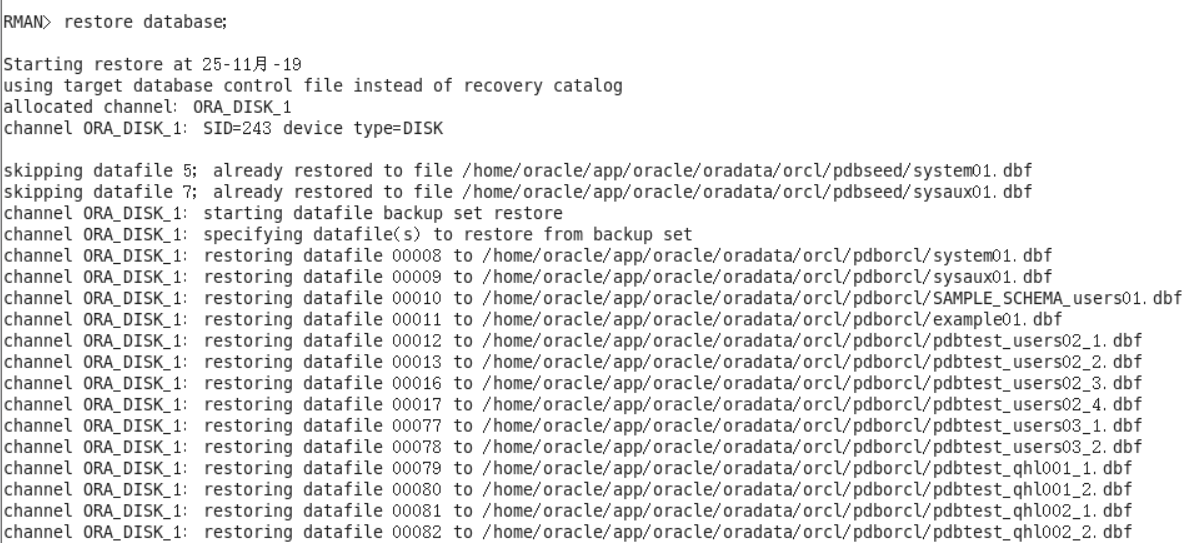 RMAN> restore database;
Starting restore at 25-11月-19
using target database control file instead of recovery catalog
allocated channel: ORA_DISK_1
channel ORA_DISK_1: SID=243 device type=DISK
skipping datafile 5; already restored to file /home/oracle/app/oracle/oradata/orcl/pdbseed/system01.dbf
skipping datafile 7; already restored to file /home/oracle/app/oracle/oradata/orcl/pdbseed/sysaux01.dbf
channel ORA_DISK_1: starting datafile backup set restore
channel ORA_DISK_1: specifying datafile(s) to restore from backup set
channel ORA_DISK_1: restoring datafile 00008 to /home/oracle/app/oracle/oradata/orcl/pdborcl/system01.dbf
channel ORA_DISK_1: restoring datafile 00009 to /home/oracle/app/oracle/oradata/orcl/pdborcl/sysaux01.dbf
channel ORA_DISK_1: restoring datafile 00010 to /home/oracle/app/oracle/oradata/orcl/pdborcl/SAMPLE_SCHEMA_users01.dbf
channel ORA_DISK_1: restoring datafile 00011 to /home/oracle/app/oracle/oradata/orcl/pdborcl/example01.dbf
channel ORA_DISK_1: restoring datafile 00012 to /home/oracle/app/oracle/oradata/orcl/pdborcl/pdbtest_users02_1.dbf
channel ORA_DISK_1: restoring datafile 00013 to /home/oracle/app/oracle/oradata/orcl/pdborcl/pdbtest_users02_2.dbf
channel ORA_DISK_1: restoring datafile 00016 to /home/oracle/app/oracle/oradata/orcl/pdborcl/pdbtest_users02_3.dbf
channel ORA_DISK_1: restoring datafile 00017 to /home/oracle/app/oracle/oradata/orcl/pdborcl/pdbtest_users02_4.dbf
channel ORA_DISK_1: restoring datafile 00077 to /home/oracle/app/oracle/oradata/orcl/pdborcl/pdbtest_users03_1.dbf
channel ORA_DISK_1: restoring datafile 00078 to /home/oracle/app/oracle/oradata/orcl/pdborcl/pdbtest_users03_2.dbf
channel ORA_DISK_1: restoring datafile 00079 to /home/oracle/app/oracle/oradata/orcl/pdborcl/pdbtest_qhl001_1.dbf
channel ORA_DISK_1: restoring datafile 00080 to /home/oracle/app/oracle/oradata/orcl/pdborcl/pdbtest_qhl001_2.dbf
channel ORA_DISK_1: restoring datafile 00081 to /home/oracle/app/oracle/oradata/orcl/pdborcl/pdbtest_qhl002_1.dbf
channel ORA_DISK_1: restoring datafile 00082 to /home/oracle/app/oracle/oradata/orcl/pdborcl/pdbtest_qhl002_2.dbf